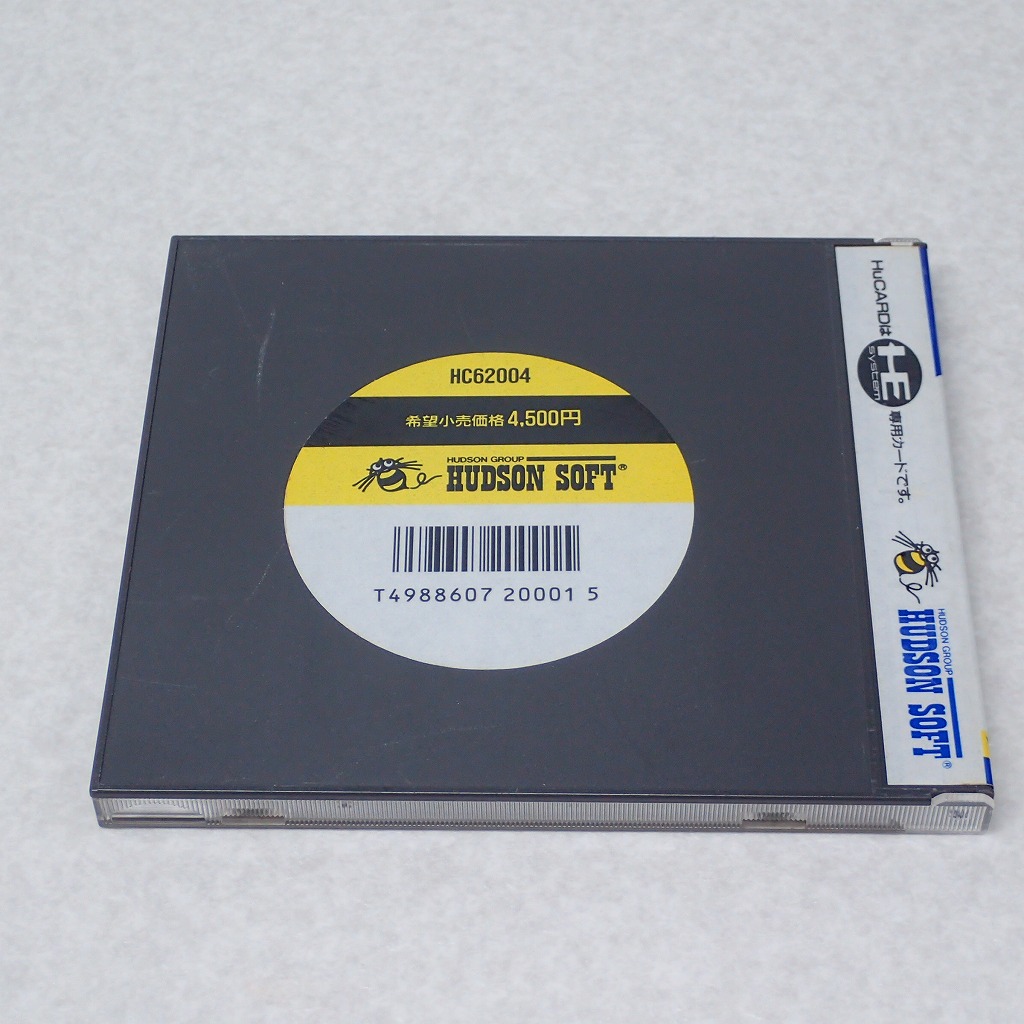 HC62004
希望小売価格 4,500円
HUDSON GROUP
HUDSON SOFT®
T4988607 20001 5
HuCARDは HE SYSTEM 専用カードです。
HUDSON GROUP
HUDSON SOFT®